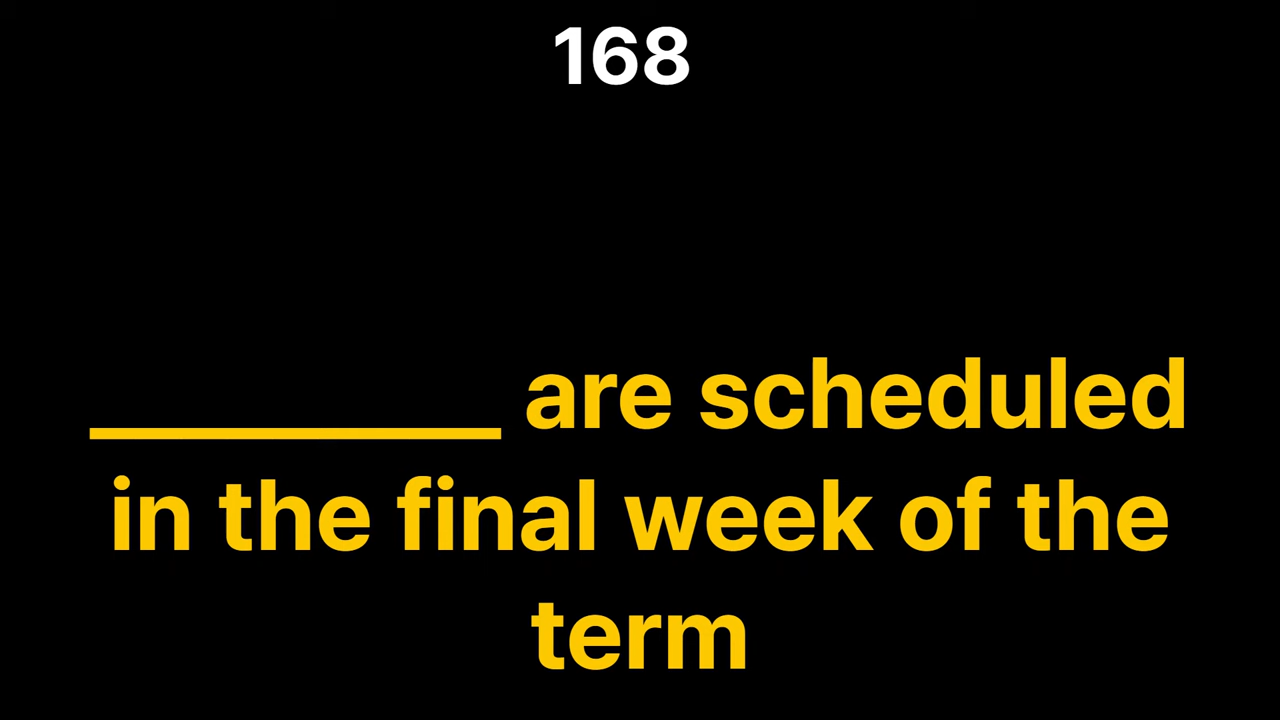 168
__________ are scheduled
in the final week of the
term